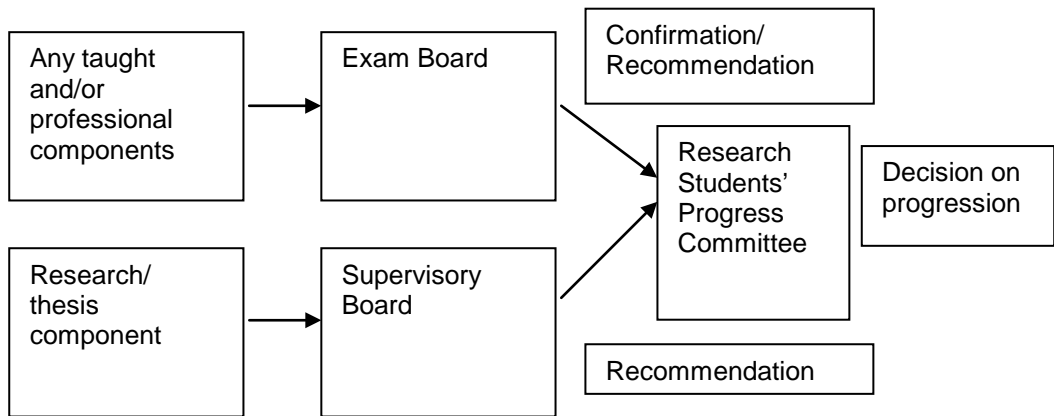 Any taught
and/or
professional
components
Exam Board
Confirmation/
Recommendation
Research
Students’
Progress
Committee
Decision on
progression
Research/
thesis
component
Supervisory
Board
Recommendation